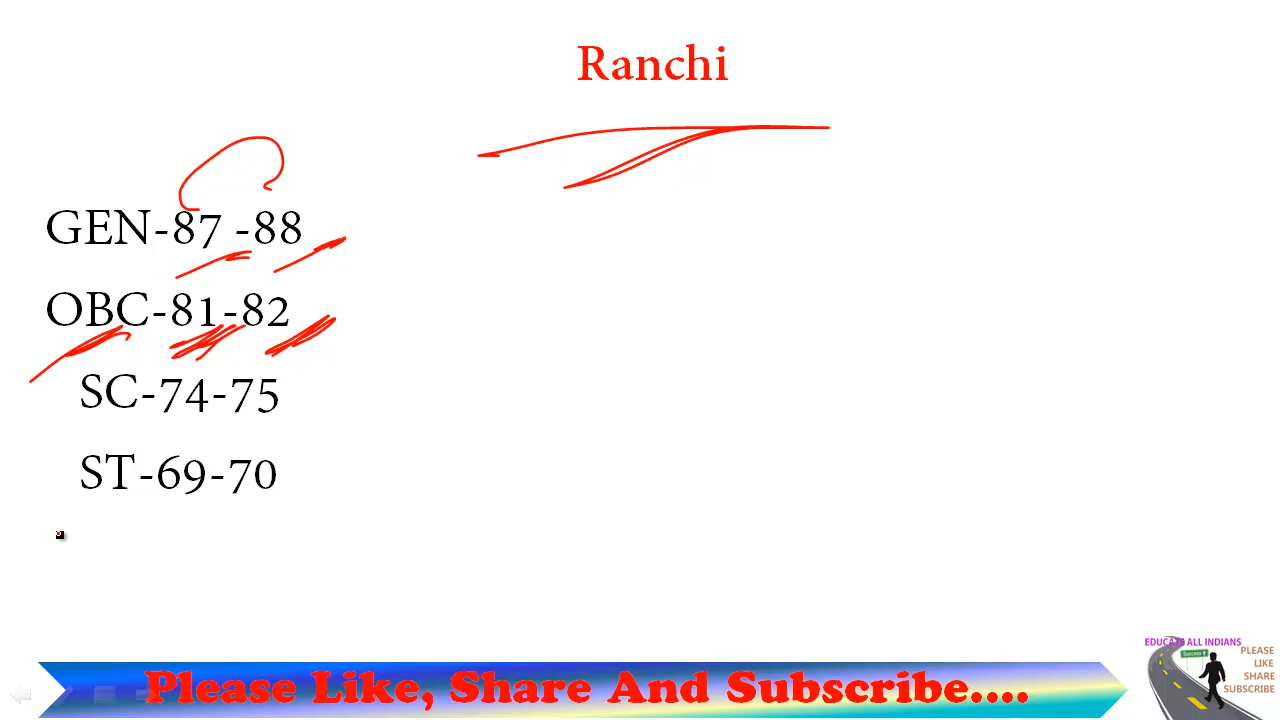 Ranchi
GEN-87 -88
OBC-81-82
SC-74-75
ST-69-70
EDUCATE ALL INDIANS
Success
PLEASE
LIKE
SHARE
SUBSCRIBE
Please Like, Share And Subscribe....